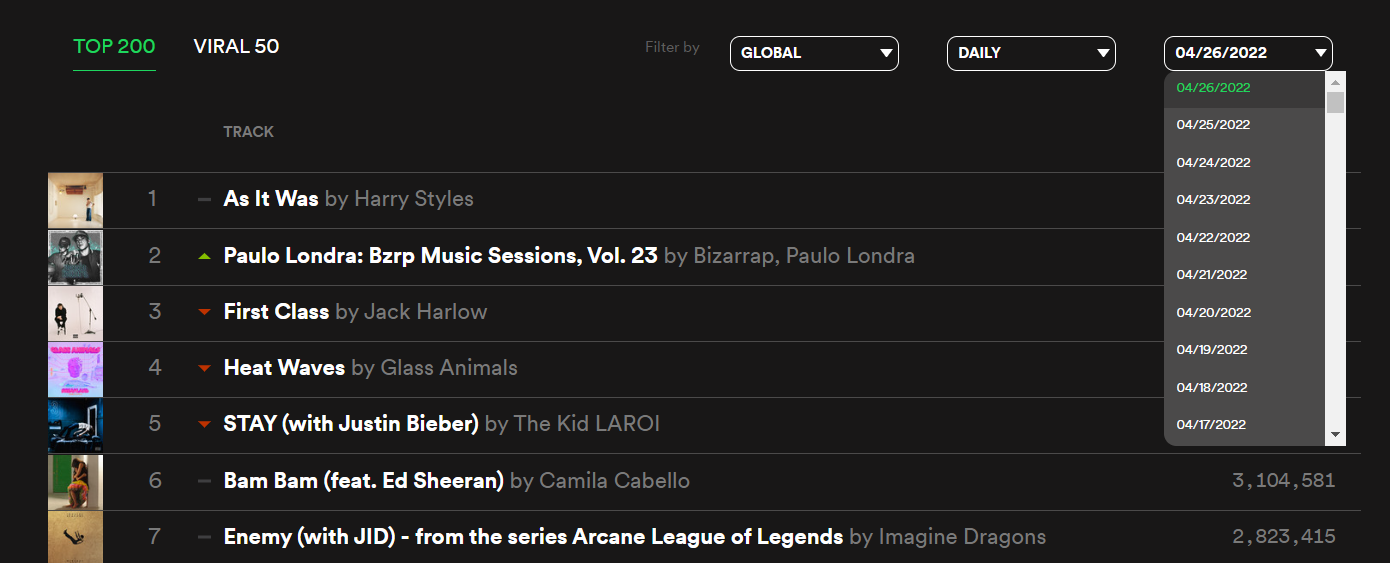 TOP 200 VIRAL 50 Filter by GLOBAL DAILY 04/26/2022
04/26/2022
04/25/2022
04/24/2022
04/23/2022
04/22/2022
04/21/2022
04/20/2022
04/19/2022
04/18/2022
04/17/2022
TRACK
1 As It Was by Harry Styles
2 Paulo Londra: Bzrp Music Sessions, Vol. 23 by Bizarrap, Paulo Londra
3 First Class by Jack Harlow
4 Heat Waves by Glass Animals
5 STAY (with Justin Bieber) by The Kid LAROI
6 Bam Bam (feat. Ed Sheeran) by Camila Cabello 3,104,581
7 Enemy (with JID) - from the series Arcane League of Legends by Imagine Dragons 2,823,415